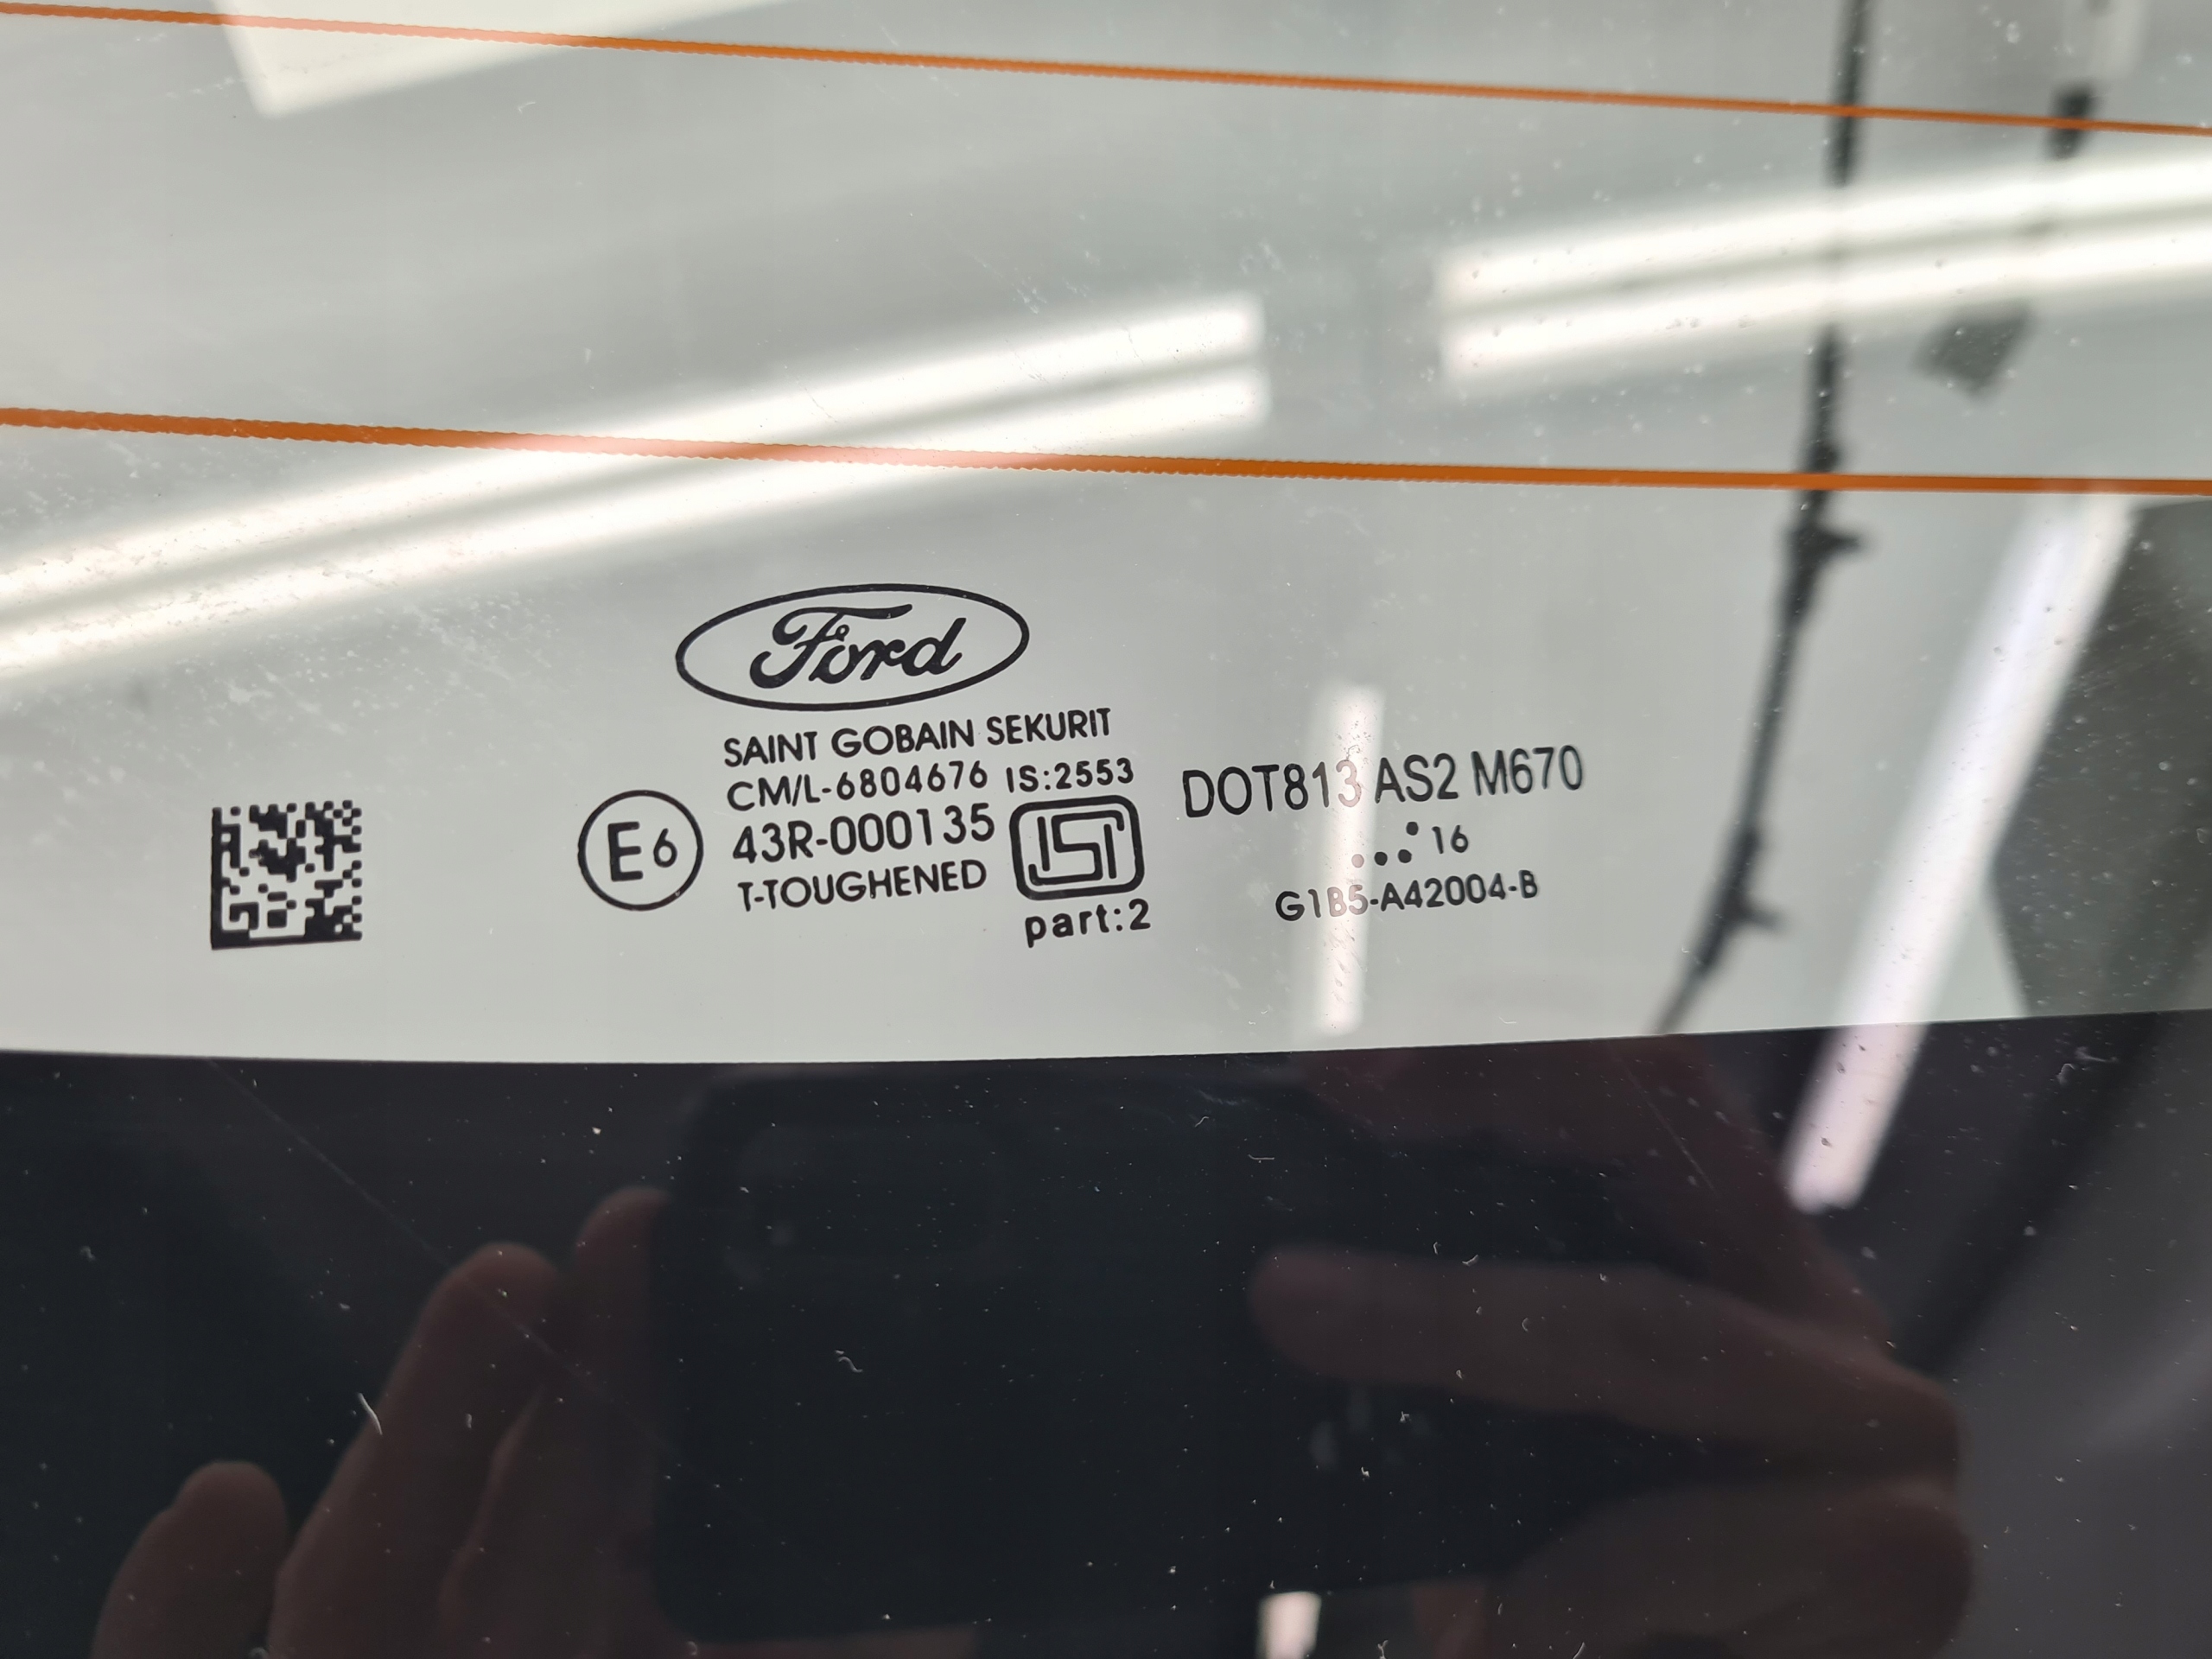 Ford
SAINT GOBAIN SEKURIT
CM/L-6804676 IS:2553
E6
43R-000135
ISI
T-TOUGHENED
part:2
DOT813 AS2 M670
16
G1B5-A42004-B